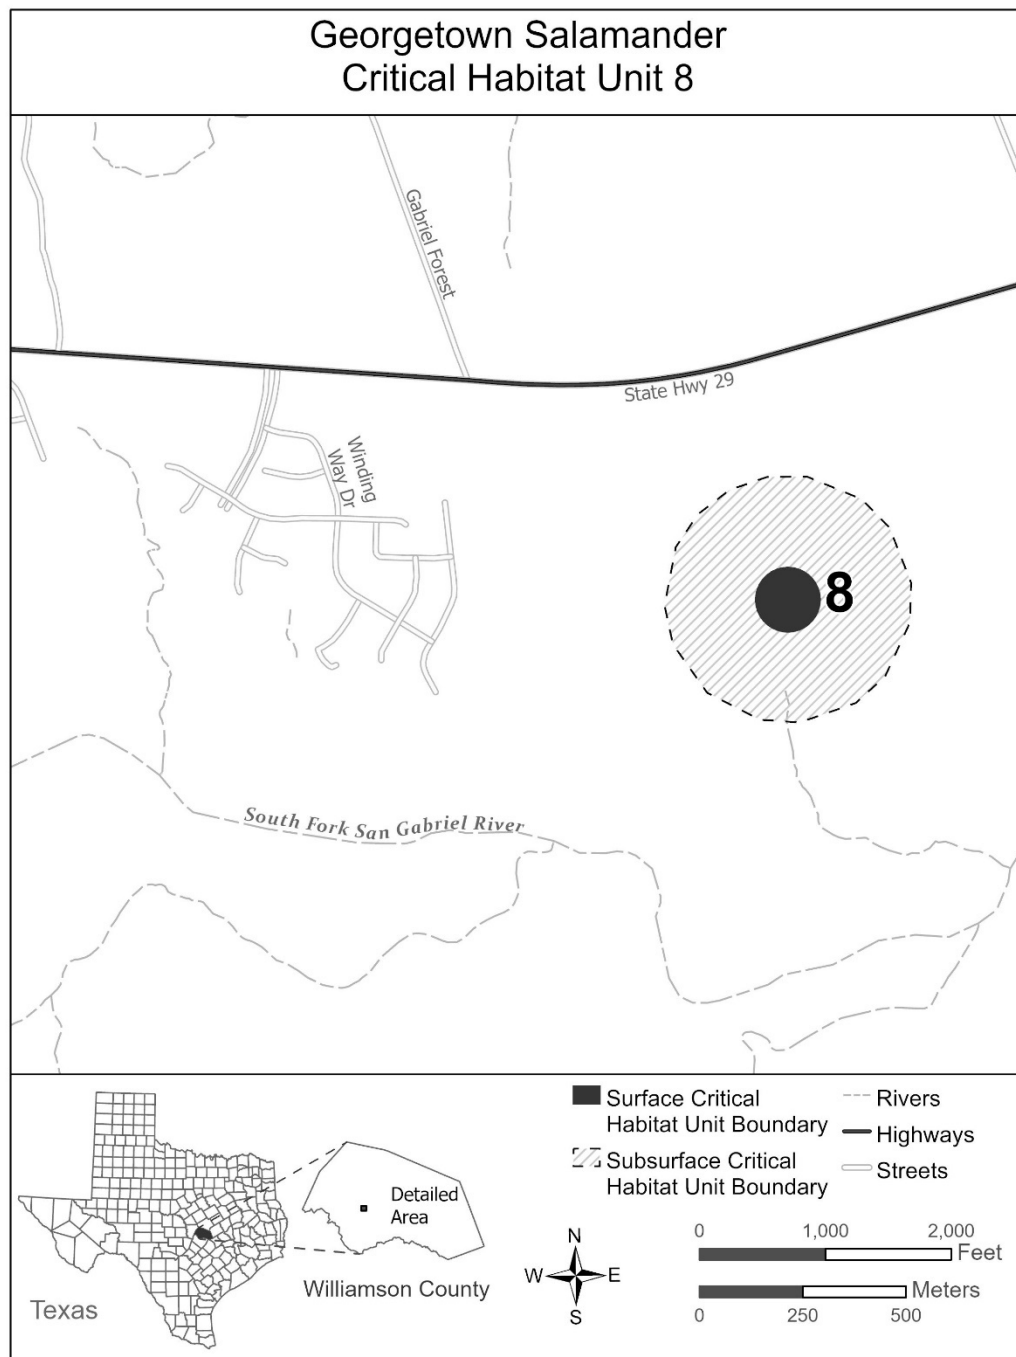 Georgetown Salamander
Critical Habitat Unit 8
Gabriel Forest
State Hwy 29
Winding
Way Dr
8
South Fork San Gabriel River
Texas
Detailed
Area
Williamson County
N
W
E
S
Surface Critical
Habitat Unit Boundary
Subsurface Critical
Habitat Unit Boundary
Rivers
Highways
Streets
0 1,000 2,000
Feet
Meters
0 250 500